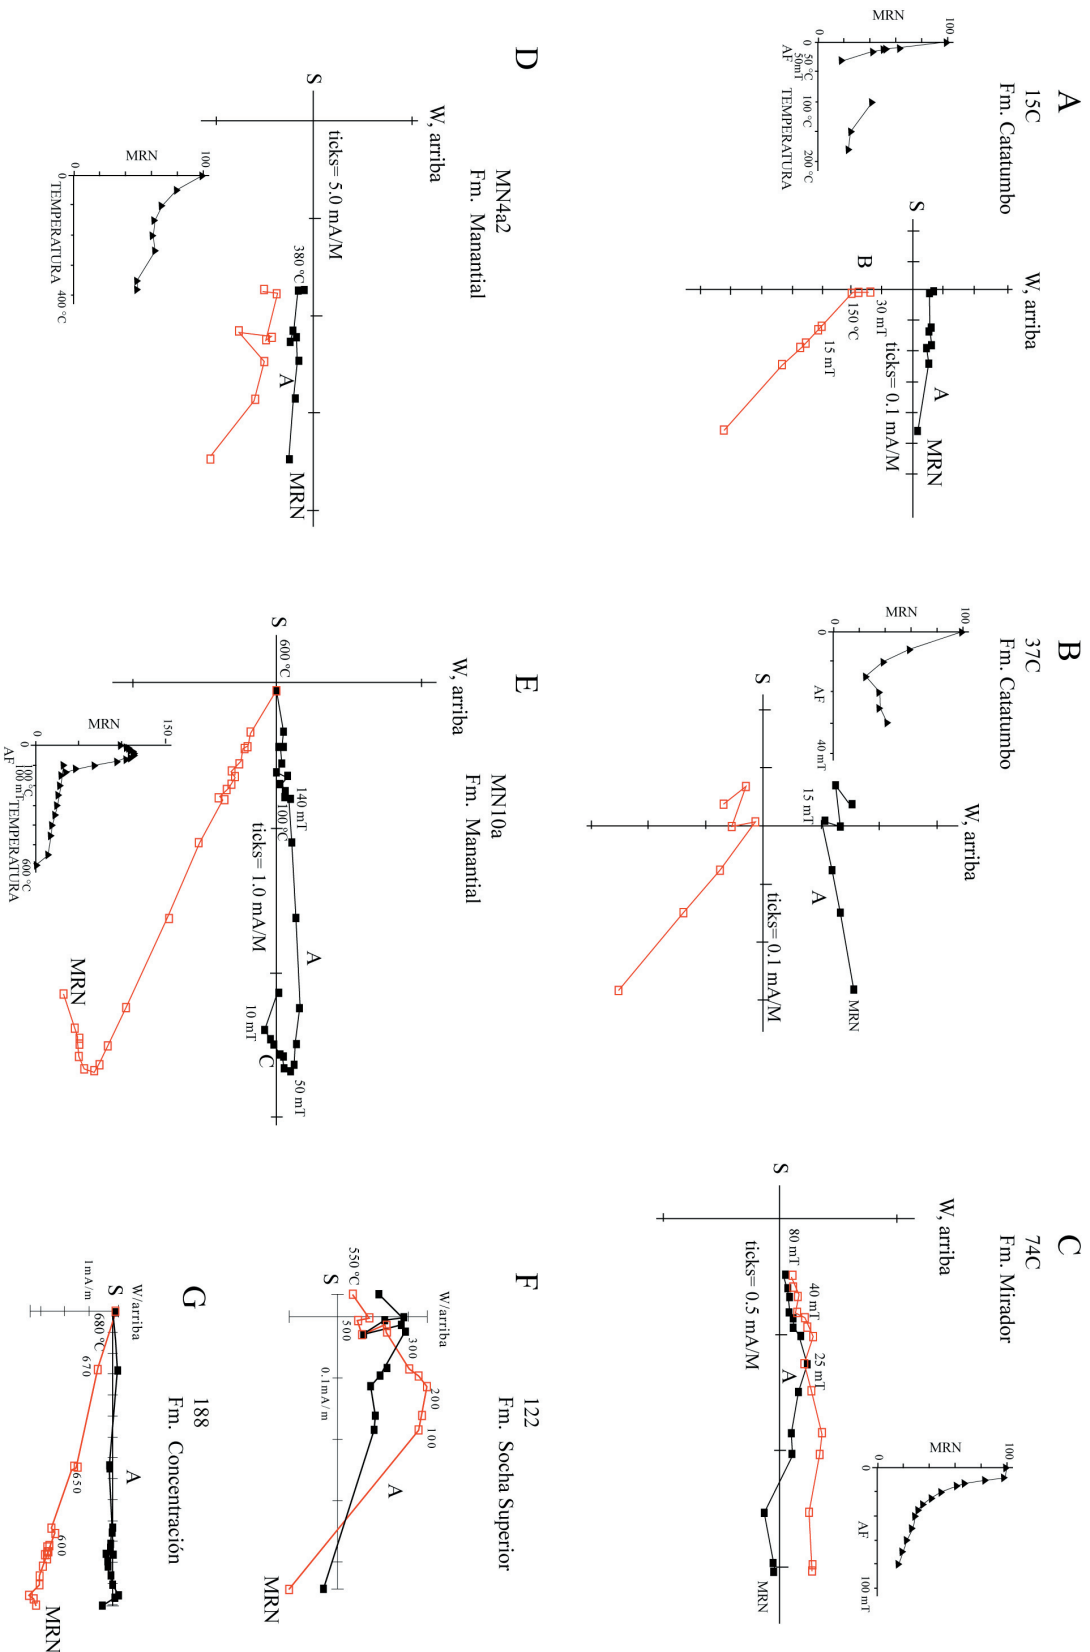 A
15C
Fm. Catatumbo
MRN
100
0
50 °C
50mT
AF
100 °C
200 °C
TEMPERATURA
W, arriba
S
B
150 °C
30 mT
15 mT
ticks= 0.1 mA/M
A
MRN
B
37C
Fm. Catatumbo
MRN
100
0
AF
40 mT
W, arriba
S
15 mT
A
MRN
ticks= 0.1 mA/M
C
74C
Fm. Mirador
MRN
100
0
AF
100 mT
W, arriba
S
80 mT
40 mT
25 mT
A
MRN
ticks= 0.5 mA/M
D
MN4a2
Fm. Manantial
W, arriba
S
ticks= 5.0 mA/M
380 °C
A
MRN
MRN
100
0
0
TEMPERATURA
400 °C
E
MN10a
Fm. Manantial
W, arriba
S
600 °C
140 mT
100°C
ticks= 1.0 mA/M
A
10 mT
C
50 mT
MRN
MRN
150
0
0
AF
100 mT
100°C
TEMPERATURA
600 °C
F
122
Fm. Socha Superior
W/arriba
S
550 °C
500
300
200
100
0.1mA/m
A
MRN
G
188
Fm. Concentración
W/arriba
S
1mA/m
680 °C
670
650
600
A
MRN